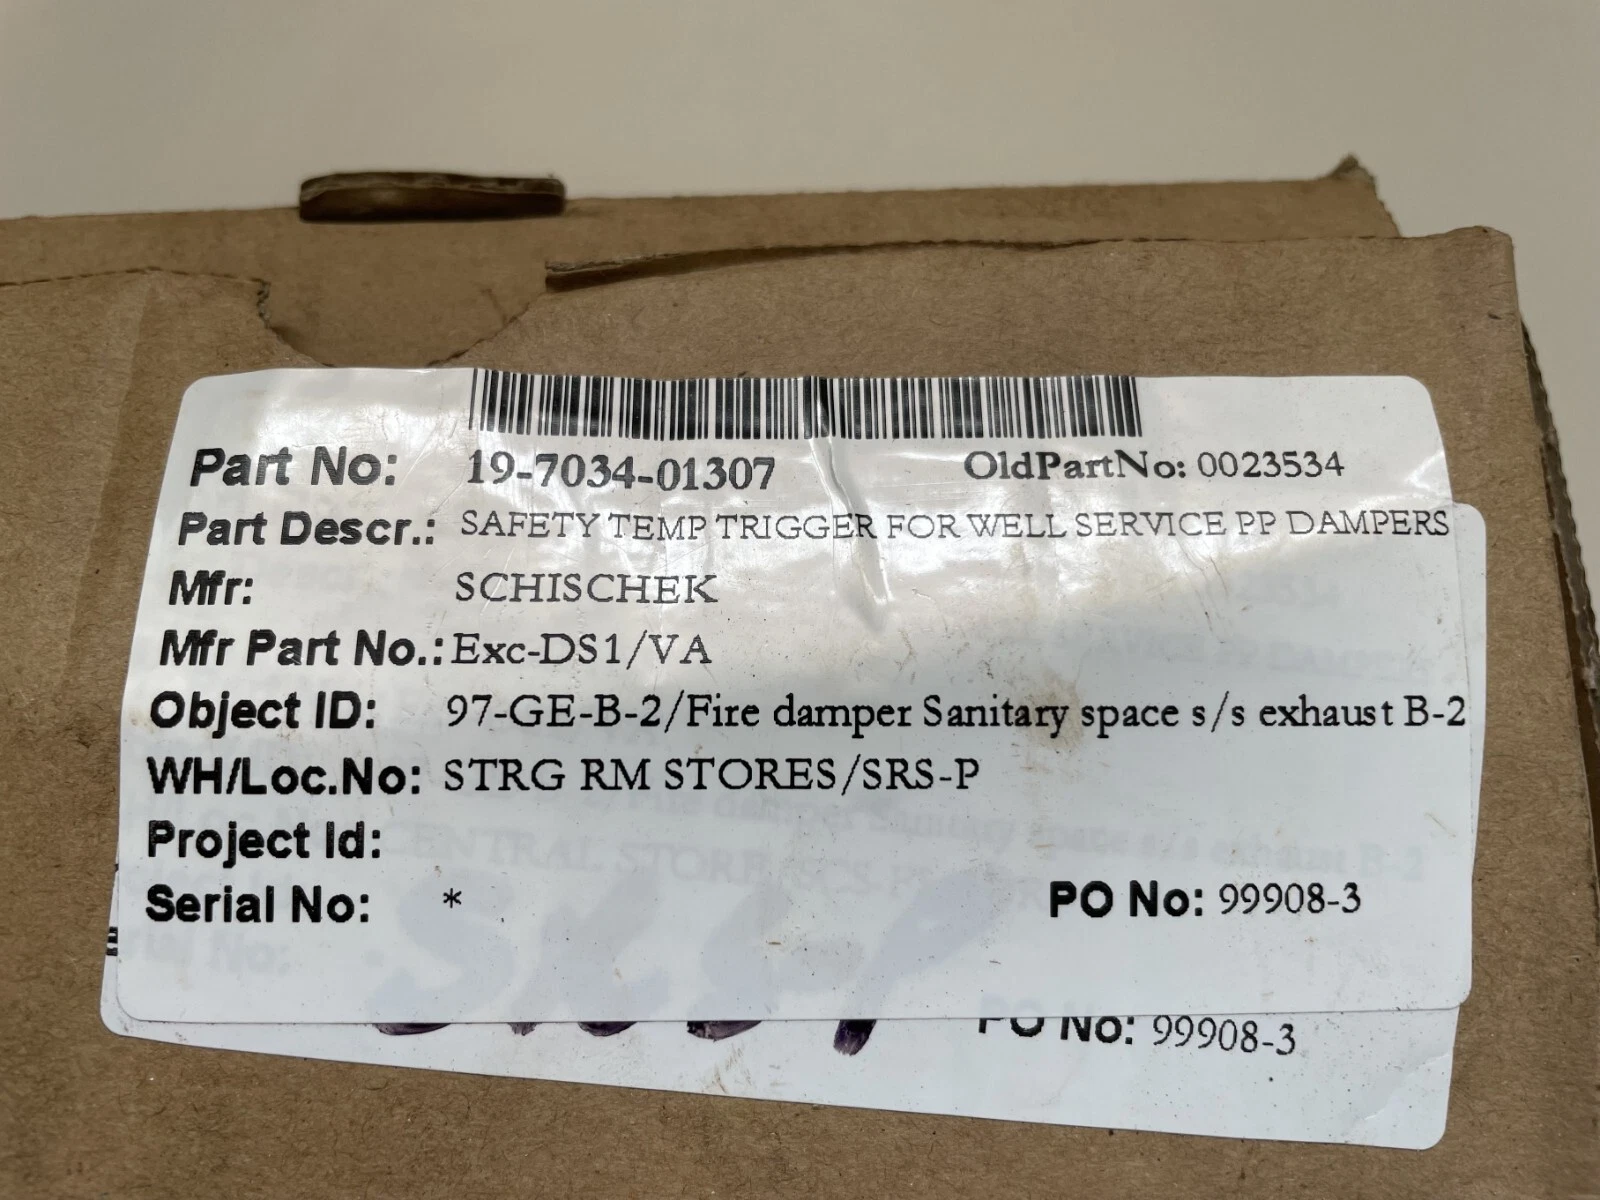 Part No: 19-7034-01307 OldPartNo: 0023534
Part Descr.: SAFETY TEMP TRIGGER FOR WELL SERVICE PP DAMPERS
Mfr: SCHISCHEK
Mfr Part No.: Exc-DS1/VA
Object ID: 97-GE-B-2/Fire damper Sanitary space s/s exhaust B-2
WH/Loc.No: STRG RM STORES/SRS-P
Project Id:
Serial No: * PO No: 99908-3
PO No: 99908-3